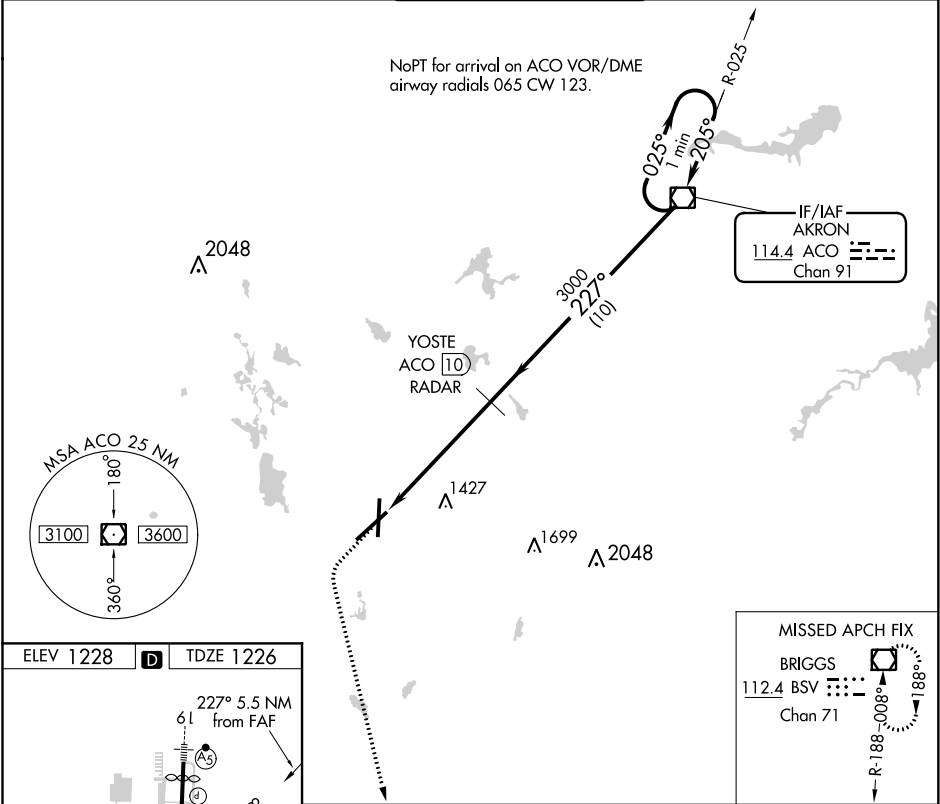 NoPT for arrival on ACO VOR/DME
airway radials 065 CW 123.
R-025
025°
1 min
205°
IF/IAF
AKRON
114.4 ACO
Chan 91
2048
3000
227°
(10)
YOSTE
ACO 10
RADAR
MSA ACO 25 NM
180°
3100
3600
360°
1427
1699
2048
ELEV 1228 D TDZE 1226
227° 5.5 NM
from FAF
19
A5
P
MISSED APCH FIX
BRIGGS
112.4 BSV
Chan 71
R-188
008°
188°